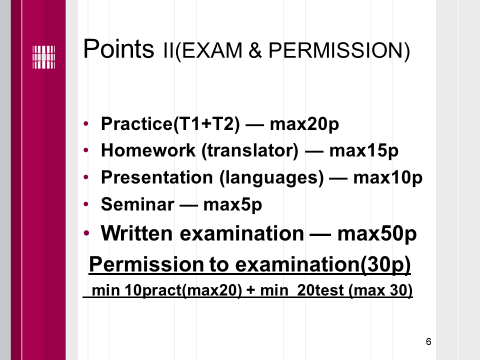 Points II(EXAM & PERMISSION)
• Practice(T1+T2) — max20p
• Homework (translator) — max15p
• Presentation (languages) — max10p
• Seminar — max5p
• Written examination — max50p
Permission to examination(30p)
min 10pract(max20) + min 20test (max 30)
6